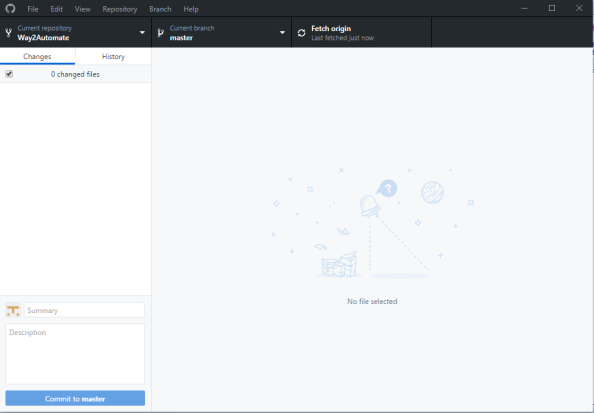 File Edit View Repository Branch Help
Current repository
Way2Automate
Current branch
master
Fetch origin
Last fetched just now
Changes History
0 changed files
?
No file selected
Summary
Description
Commit to master